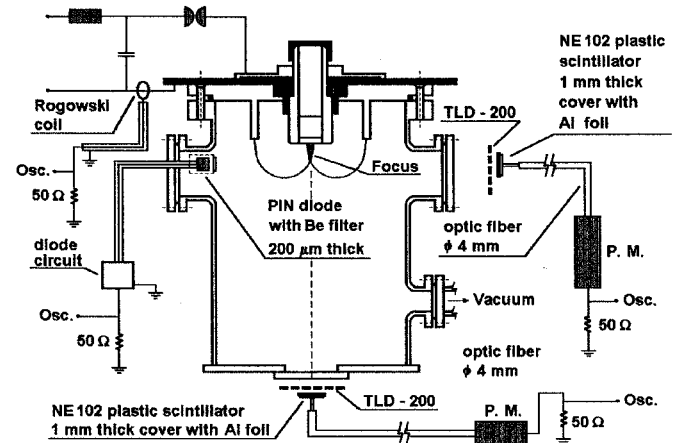 NE 102 plastic
scintillator
1 mm thick
cover with
Al foil
TLD - 200
Rogowski
coil
Osc.
50 Ω
Focus
PIN diode
with Be filter
200 µm thick
optic fiber
ϕ 4 mm
P. M.
diode
circuit
Osc.
50 Ω
Vacuum
Osc.
50 Ω
optic fiber
ϕ 4 mm
TLD - 200
NE 102 plastic scintillator
1 mm thick cover with Al foil
P. M.
Osc.
50 Ω